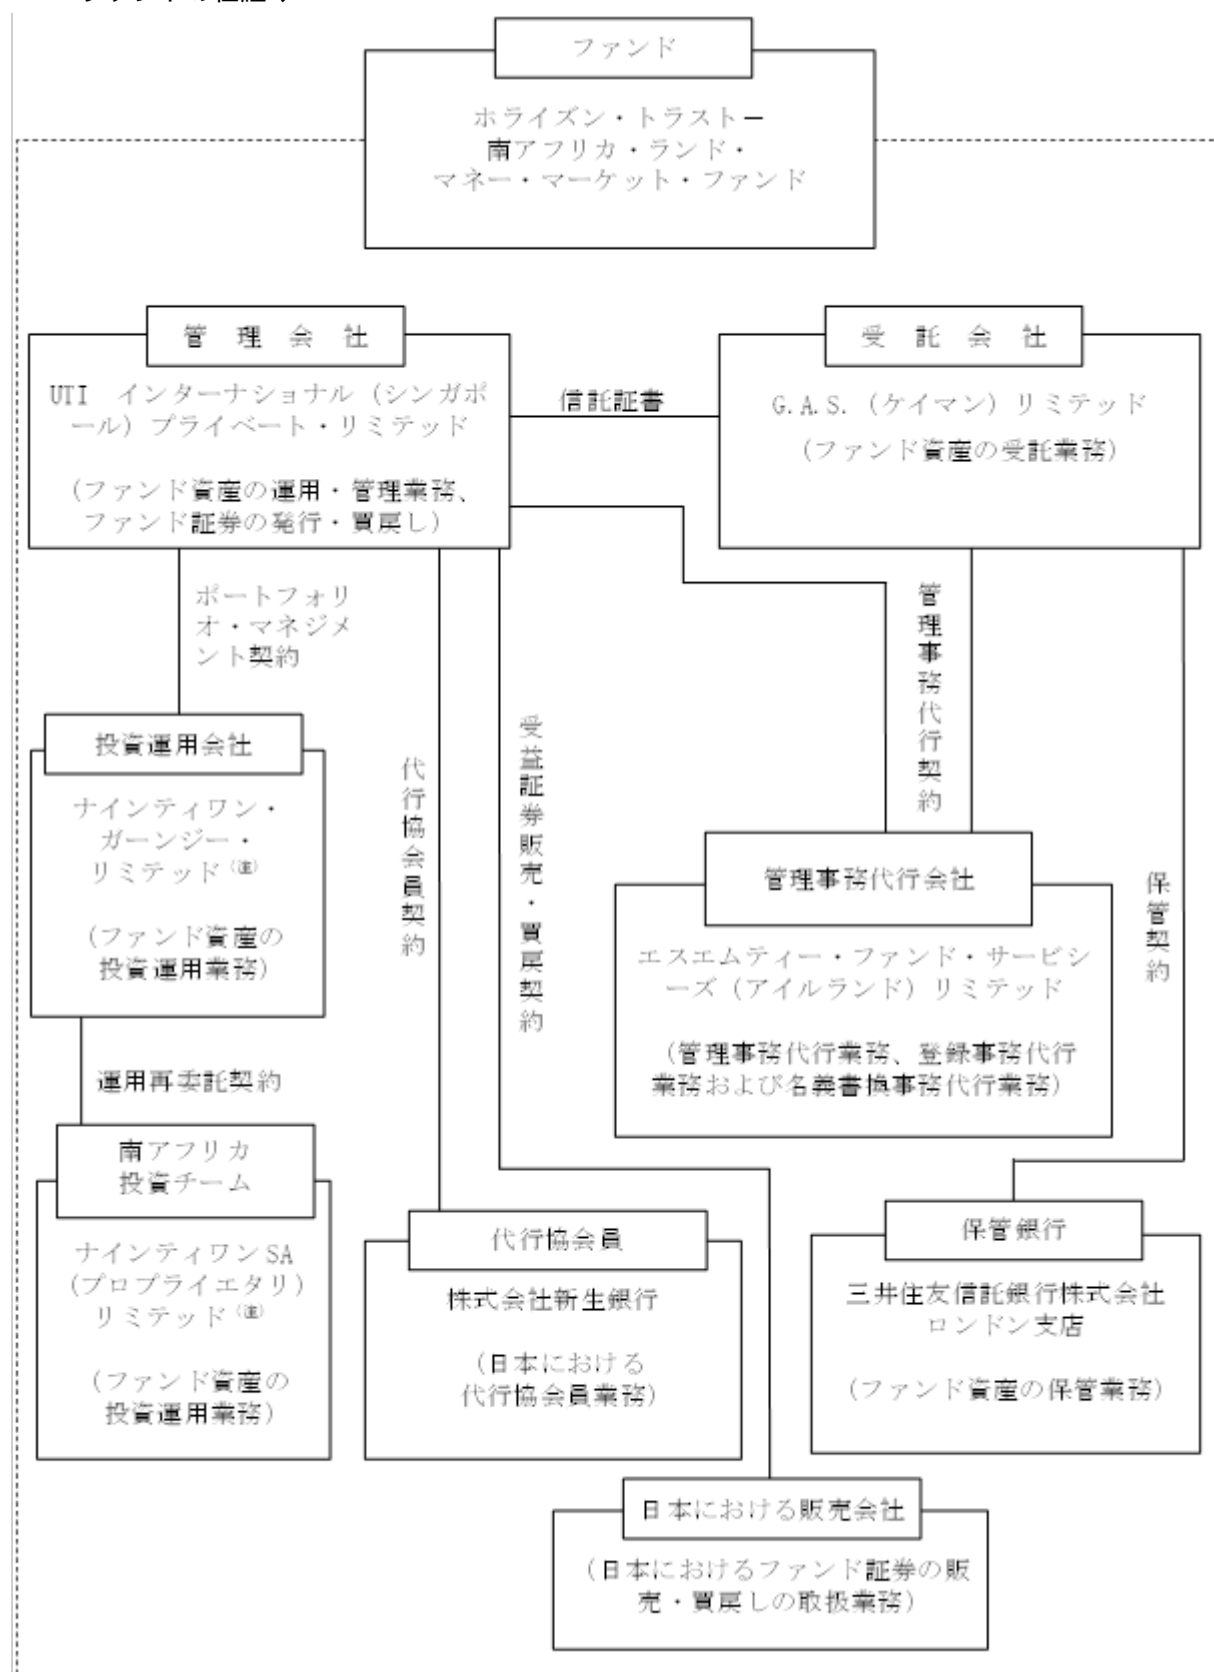 ファンド
ホライズン・トラスト－
南アフリカ・ランド・
マネー・マーケット・ファンド
管理会社
UTI インターナショナル（シンガポ
ール）プライベート・リミテッド
（ファンド資産の運用・管理業務、
ファンド証券の発行・買戻し）
信託証書
受託会社
G.A.S.（ケイマン）リミテッド
（ファンド資産の受託業務）
ポートフォリ
オ・マネジメ
ント契約
管理事務代行契約
投資運用会社
ナインティワン・
ガーンジー・
リミテッド（注）
（ファンド資産の
投資運用業務）
代行協会員契約
受益証券販売・買戻契約
保管契約
管理事務代行会社
エスエムティー・ファンド・サービシ
ーズ（アイルランド）リミテッド
（管理事務代行業務、登録事務代行
業務および名義書換事務代行業務）
運用再委託契約
南アフリカ
投資チーム
ナインティワンSA
（プロプライエタリ）
リミテッド（注）
（ファンド資産の
投資運用業務）
代行協会員
株式会社新生銀行
（日本における
代行協会員業務）
保管銀行
三井住友信託銀行株式会社
ロンドン支店
（ファンド資産の保管業務）
日本における販売会社
（日本におけるファンド証券の販
売・買戻しの取扱業務）